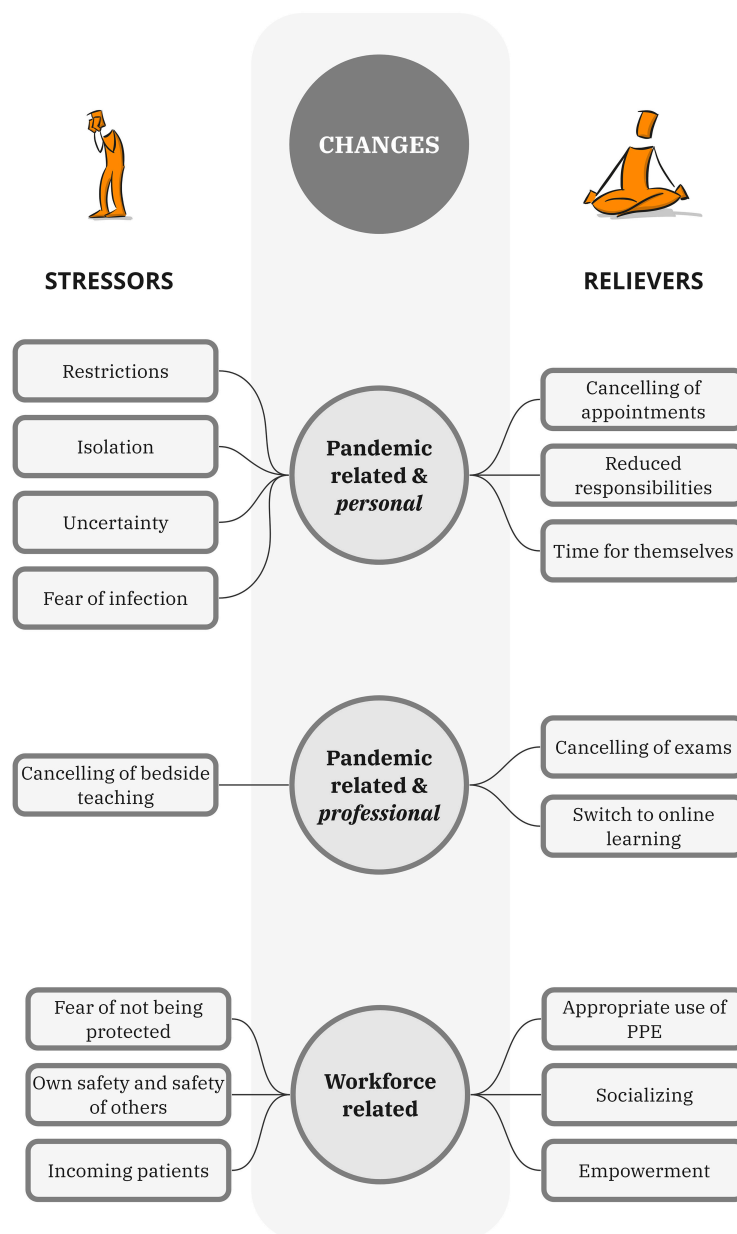 CHANGES
STRESSORS
RELIEVERS
Restrictions
Isolation
Uncertainty
Fear of infection
Pandemic
related &
personal
Cancelling of
appointments
Reduced
responsibilities
Time for themselves
Cancelling of bedside
teaching
Pandemic
related &
professional
Cancelling of exams
Switch to online
learning
Fear of not being
protected
Own safety and safety
of others
Incoming patients
Workforce
related
Appropriate use of
PPE
Socializing
Empowerment